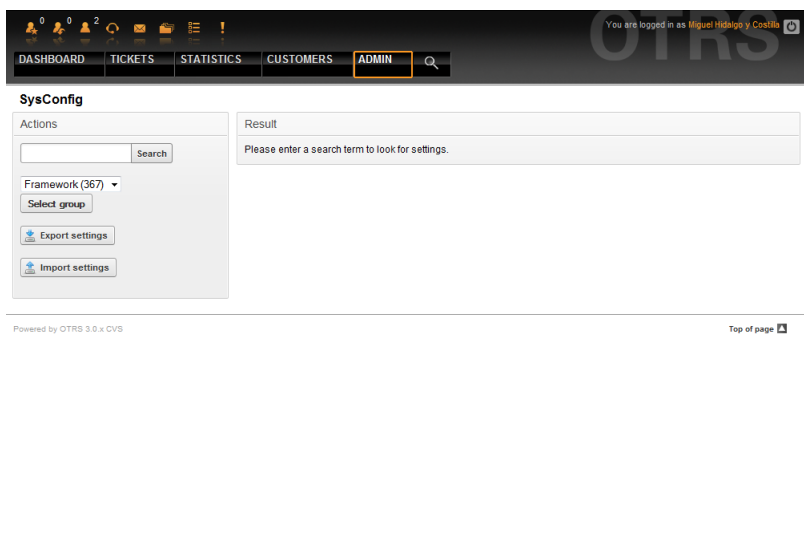 0 0 2
You are logged in as Miguel Hidalgo y Costilla
OTRS
DASHBOARD TICKETS STATISTICS CUSTOMERS ADMIN
SysConfig
Actions
Search
Framework (367)
Select group
Export settings
Import settings
Result
Please enter a search term to look for settings.
Powered by OTRS 3.0.x CVS
Top of page